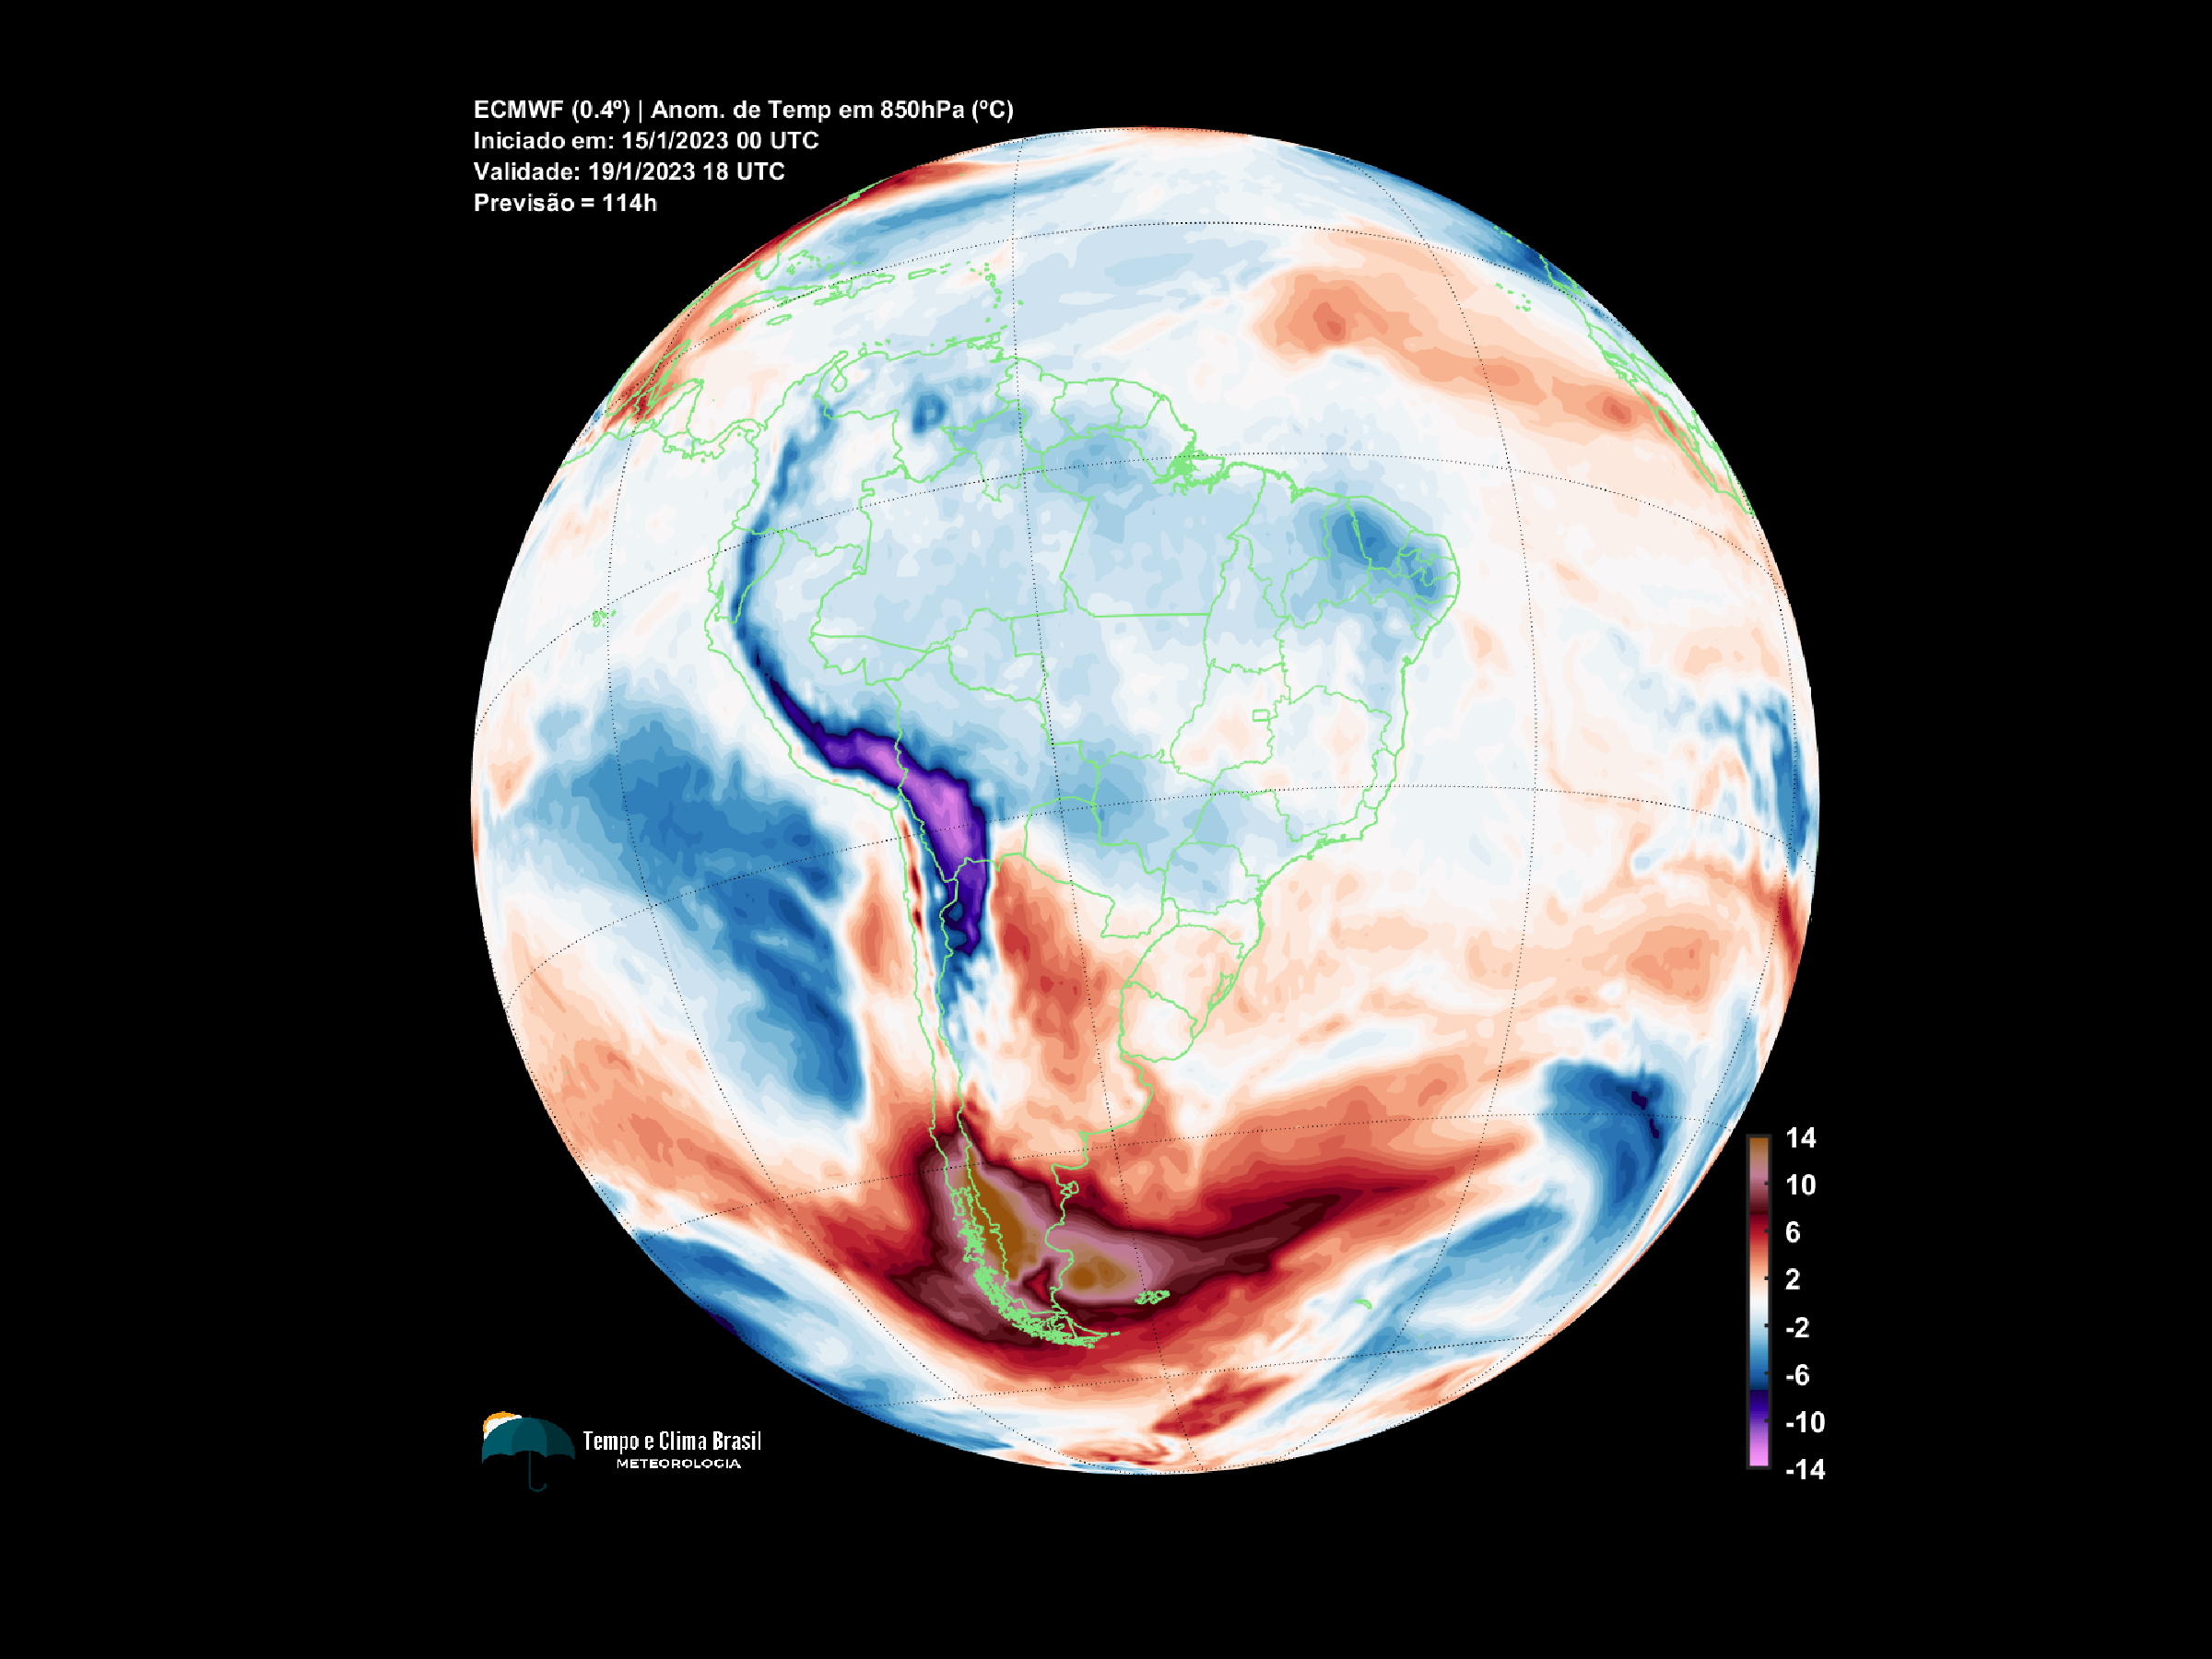 ECMWF (0.4º) | Anom. de Temp em 850hPa (ºC)
Iniciado em: 15/1/2023 00 UTC
Validade: 19/1/2023 18 UTC
Previsão = 114h
14
10
6
2
-2
-6
-10
-14
Tempo e Clima Brasil
METEOROLOGIA